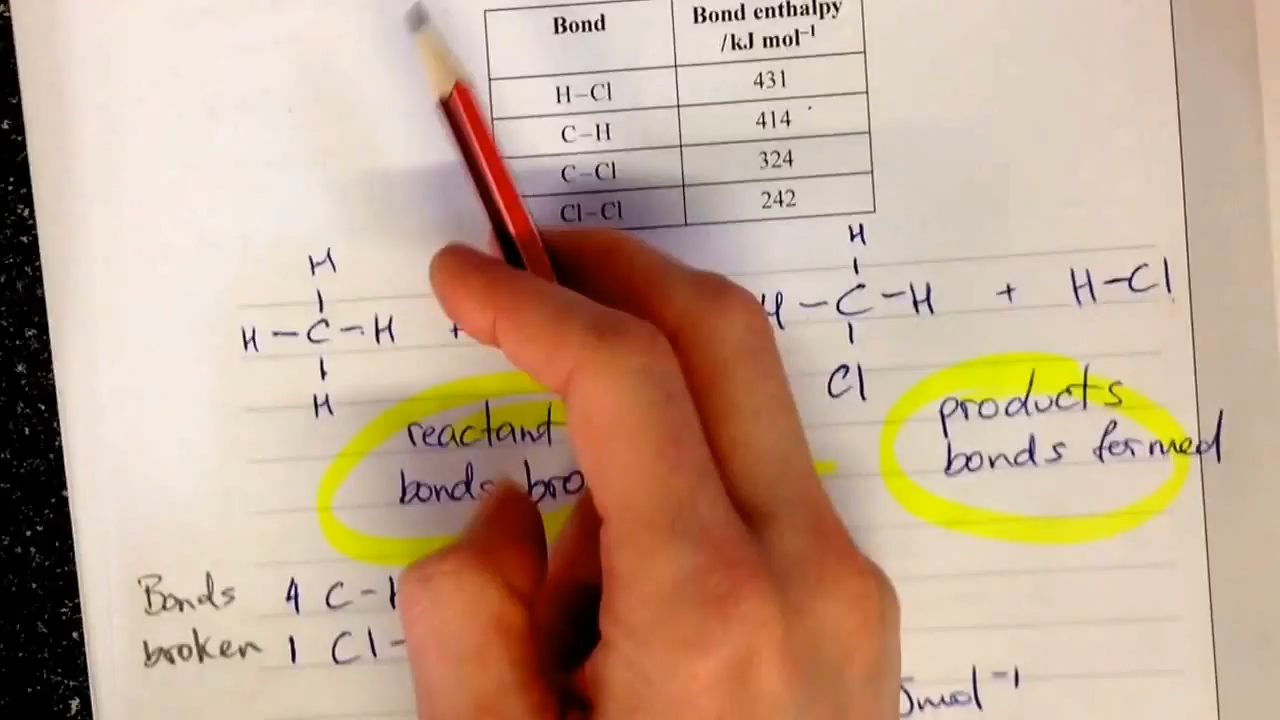 Bond Bond enthalpy /kJ mol⁻¹
H–Cl 431
C–H 414
C–Cl 324
Cl–Cl 242
H H
H–C–H + –C–H + H–Cl
H Cl
reactant products
bonds bonds formed
Bonds 4 C–
broken 1 Cl–
mol⁻¹